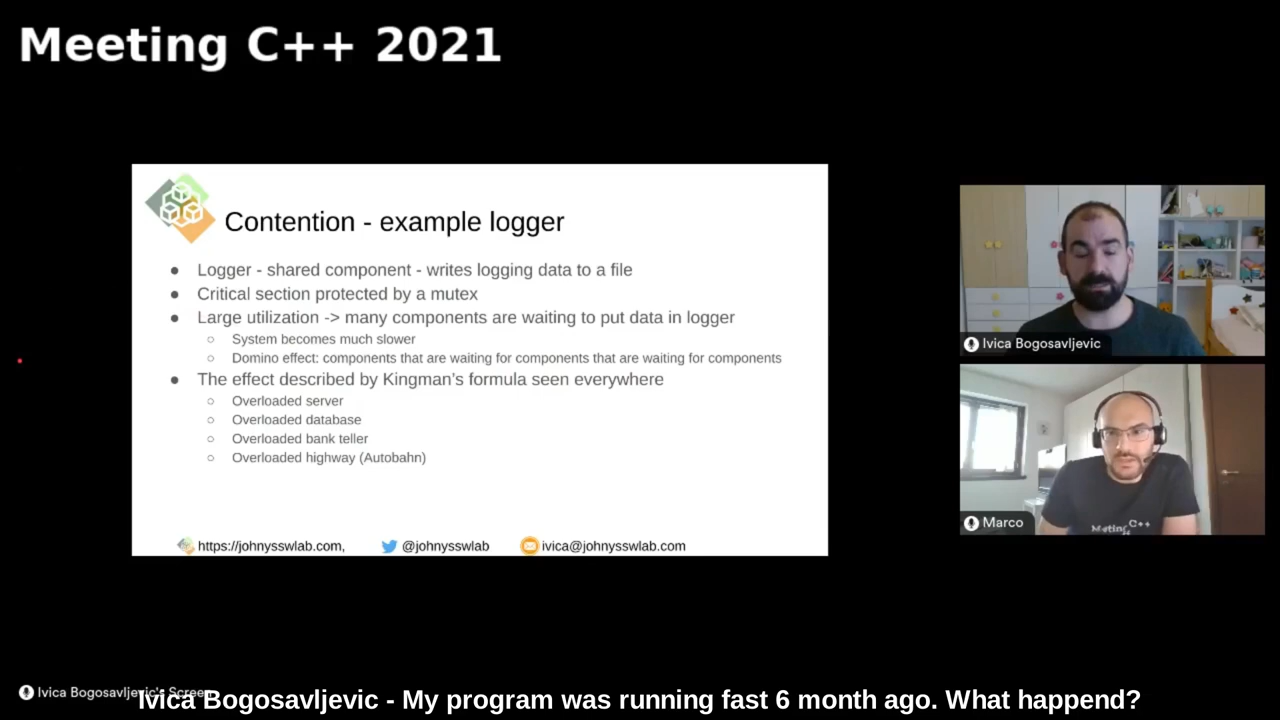 Meeting C++ 2021
Contention - example logger
● Logger - shared component - writes logging data to a file
● Critical section protected by a mutex
● Large utilization -> many components are waiting to put data in logger
○ System becomes much slower
○ Domino effect: components that are waiting for components that are waiting for components
● The effect described by Kingman's formula seen everywhere
○ Overloaded server
○ Overloaded database
○ Overloaded bank teller
○ Overloaded highway (Autobahn)
https://johnysswlab.com, @johnysswlab ivica@johnysswlab.com
Ivica Bogosavljevic
Meeting C++
Marco
Ivica Bogosavljevic's Screen
Ivica Bogosavljevic - My program was running fast 6 month ago. What happend?